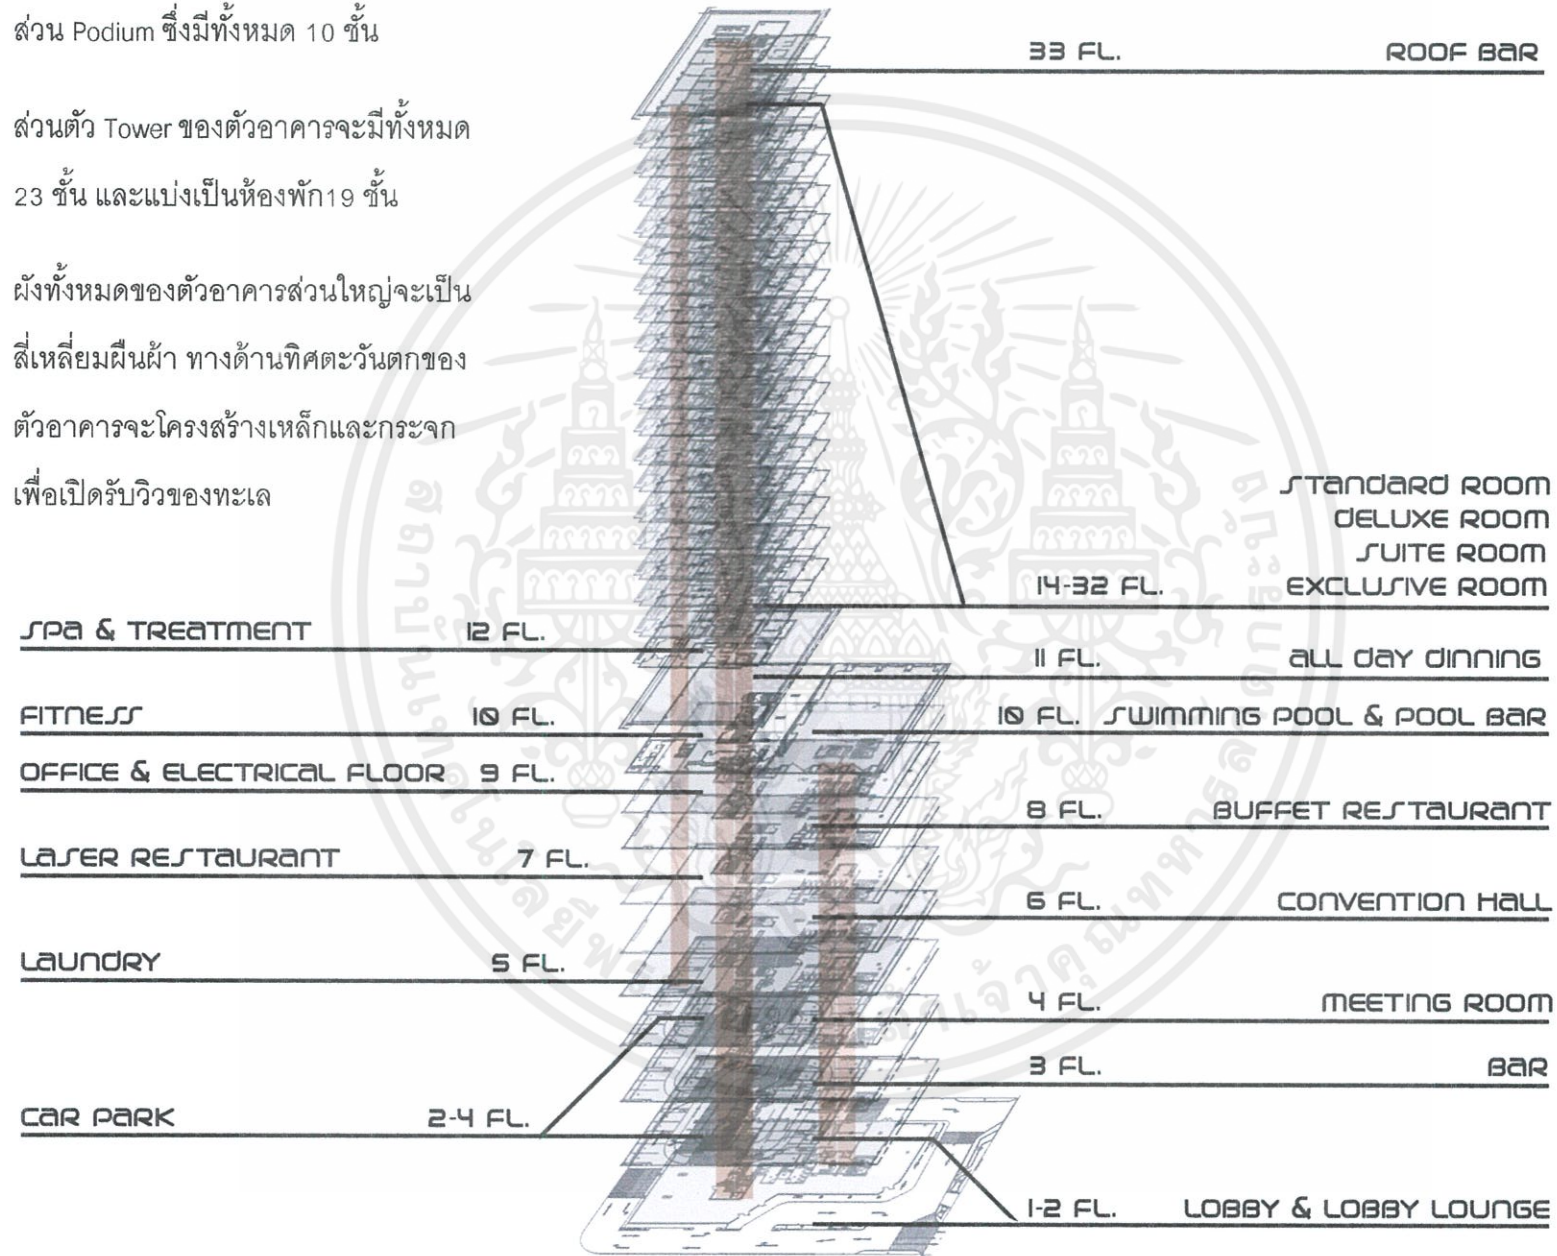 ส่วน Podium ซึ่งมีทั้งหมด 10 ชั้น
ส่วนตัว Tower ของตัวอาคารจะมีทั้งหมด
23 ชั้น และแบ่งเป็นห้องพัก19 ชั้น
ผังทั้งหมดของตัวอาคารส่วนใหญ่จะเป็น
สี่เหลี่ยมผืนผ้า ทางด้านทิศตะวันตกของ
ตัวอาคารจะโครงสร้างเหล็กและกระจก
เพื่อเปิดรับวิวของทะเล
SPA & TREATMENT 12 FL.
FITNESS 10 FL.
OFFICE & ELECTRICAL FLOOR 9 FL.
LASER RESTAURANT 7 FL.
LAUNDRY 5 FL.
CAR PARK 2-4 FL.
33 FL. ROOF BAR
STANDARD ROOM
DELUXE ROOM
SUITE ROOM
14-32 FL. EXCLUSIVE ROOM
11 FL. ALL DAY DINNING
10 FL. SWIMMING POOL & POOL BAR
8 FL. BUFFET RESTAURANT
6 FL. CONVENTION HALL
4 FL. MEETING ROOM
3 FL. BAR
1-2 FL. LOBBY & LOBBY LOUNGE